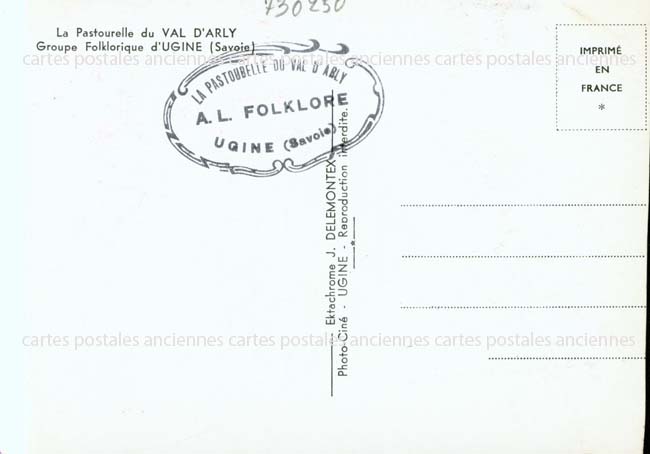 730250
La Pastourelle du VAL D'ARLY
Groupe Folklorique d'UGINE (Savoie)
cartes postales anciennes cartes postales anciennes cartes postales anciennes
LA PASTOURELLE DU VAL D'ARLY
A. L. FOLKLORE
UGINE (Savoie)
IMPRIMÉ
EN
FRANCE
*
Ektachrome J. DELEMONTEX
Photo-Ciné - UGINE - Reproduction interdite.
*
cartes postales anciennes cartes postales anciennes cartes postales anciennes